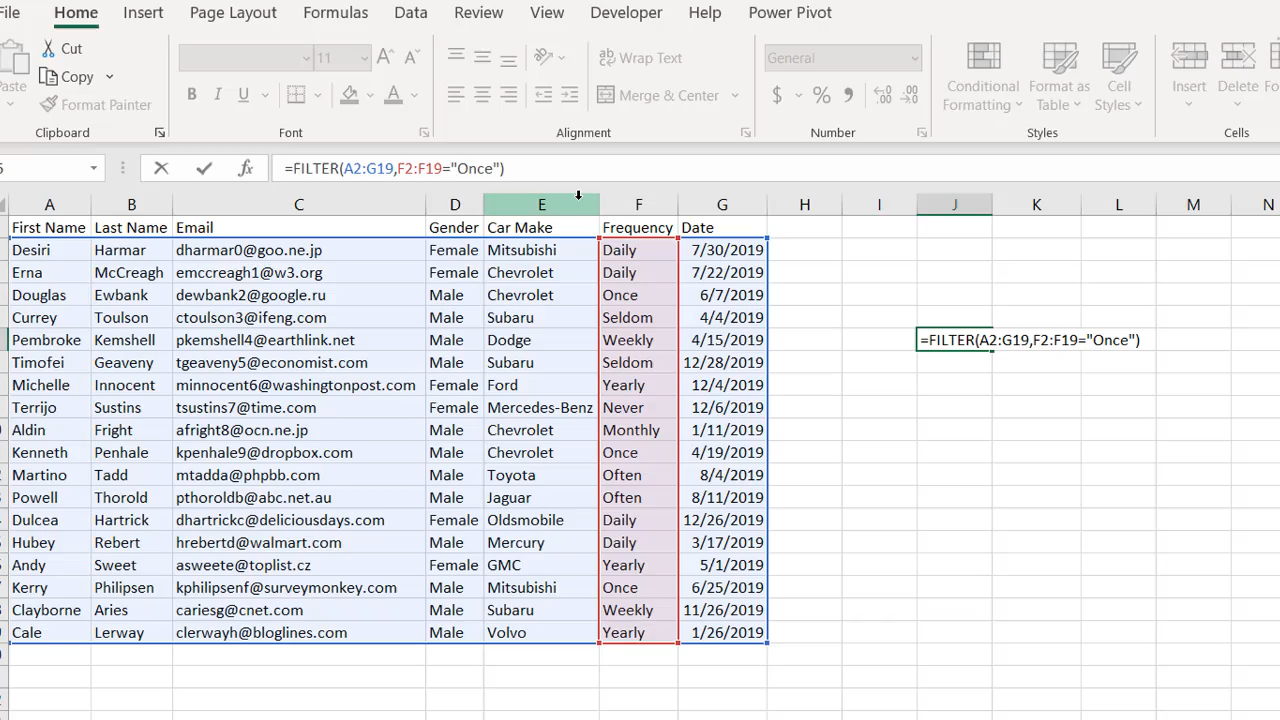 File Home Insert Page Layout Formulas Data Review View Developer Help Power Pivot
Cut
Copy
Format Painter
Paste
Clipboard
11 A A
B I U A
Font
ab Wrap Text
Merge & Center
Alignment
General
$ % 9 .00 .00
Number
Conditional Formatting
Format as Table
Cell Styles
Styles
Insert Delete
Cells
5 fx =FILTER(A2:G19,F2:F19="Once")
A B C D E F G H I J K L M N
First Name Last Name Email Gender Car Make Frequency Date
Desiri Harmar dharmar0@goo.ne.jp Female Mitsubishi Daily 7/30/2019
Erna McCreagh emccreagh1@w3.org Female Chevrolet Daily 7/22/2019
Douglas Ewbank dewbank2@google.ru Male Chevrolet Once 6/7/2019
Currey Toulson ctoulson3@ifeng.com Male Subaru Seldom 4/4/2019
Pembroke Kemshell pkemshell4@earthlink.net Male Dodge Weekly 4/15/2019 =FILTER(A2:G19,F2:F19="Once")
Timofei Geaveny tgeaveny5@economist.com Male Subaru Seldom 12/28/2019
Michelle Innocent minnocent6@washingtonpost.com Female Ford Yearly 12/4/2019
Terrijo Sustins tsustins7@time.com Female Mercedes-Benz Never 12/6/2019
Aldin Fright afright8@ocn.ne.jp Male Chevrolet Monthly 1/11/2019
Kenneth Penhale kpenhale9@dropbox.com Male Chevrolet Once 4/19/2019
Martino Tadd mtadda@phpbb.com Male Toyota Often 8/4/2019
Powell Thorold pthoroldb@abc.net.au Male Jaguar Often 8/11/2019
Dulcea Hartrick dhartrickc@deliciousdays.com Female Oldsmobile Daily 12/26/2019
Hubey Rebert hrebertd@walmart.com Male Mercury Daily 3/17/2019
Andy Sweet asweete@toplist.cz Female GMC Yearly 5/1/2019
Kerry Philipsen kphilipsenf@surveymonkey.com Male Mitsubishi Once 6/25/2019
Clayborne Aries cariesg@cnet.com Male Subaru Weekly 11/26/2019
Cale Lerway clerwayh@bloglines.com Male Volvo Yearly 1/26/2019